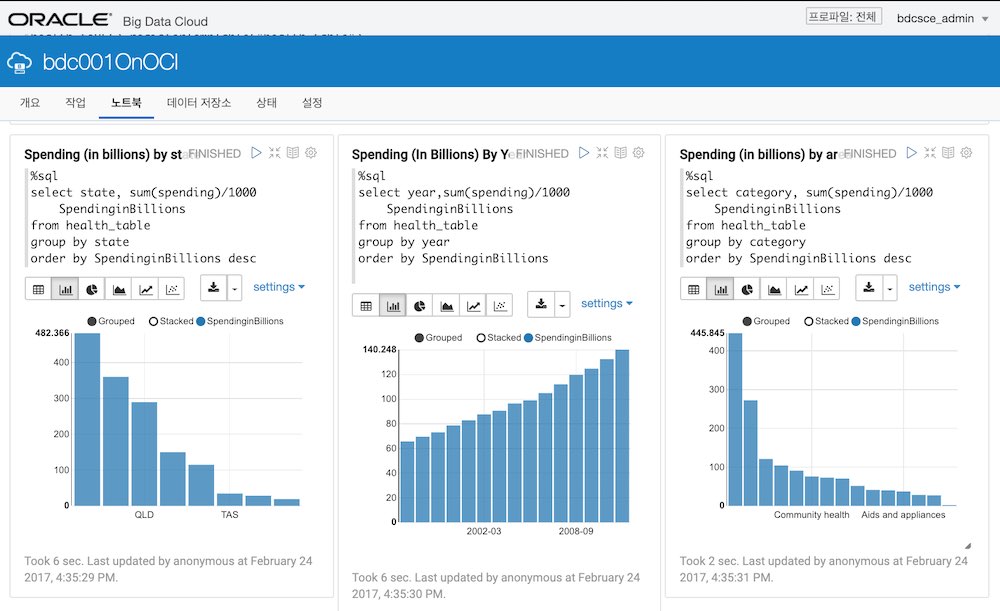 ORACLE® Big Data Cloud
프로파일: 전체
bdcsce_admin
bdc001OnOCI
개요 작업 노트북 데이터 저장소 상태 설정
Spending (in billions) by st FINISHED
%sql
select state, sum(spending)/1000
SpendinginBillions
from health_table
group by state
order by SpendinginBillions desc
settings
Grouped Stacked SpendinginBillions
482.366
400
300
200
100
0
QLD TAS
Took 6 sec. Last updated by anonymous at February 24
2017, 4:35:29 PM.
Spending (In Billions) By Ye FINISHED
%sql
select year,sum(spending)/1000
SpendinginBillions
from health_table
group by year
order by SpendinginBillions
settings
Grouped Stacked SpendinginBillions
140.248
120
100
80
60
40
20
0
2002-03 2008-09
Took 6 sec. Last updated by anonymous at February 24
2017, 4:35:30 PM.
Spending (in billions) by ar FINISHED
%sql
select category, sum(spending)/1000
SpendinginBillions
from health_table
group by category
order by SpendinginBillions desc
settings
Grouped Stacked SpendinginBillions
445.845
400
300
200
100
0
Community health Aids and appliances
Took 2 sec. Last updated by anonymous at February 24
2017, 4:35:31 PM.